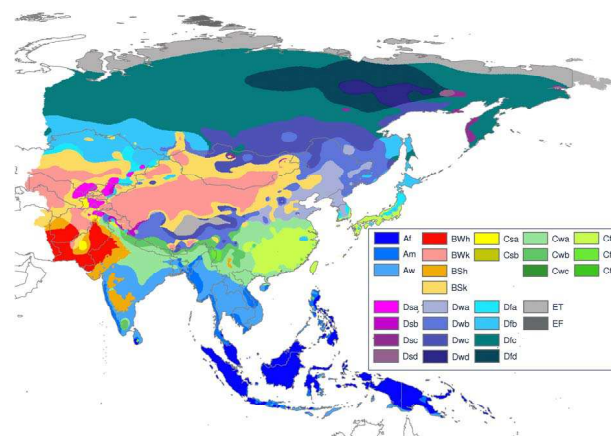 Af BWh Csa Cwa
Am BWk Csb Cwb
Aw BSh Cwc
BSk
Dsa Dwa Dfa ET
Dsb Dwb Dfb EF
Dsc Dwc Dfc
Dsd Dwd Dfd